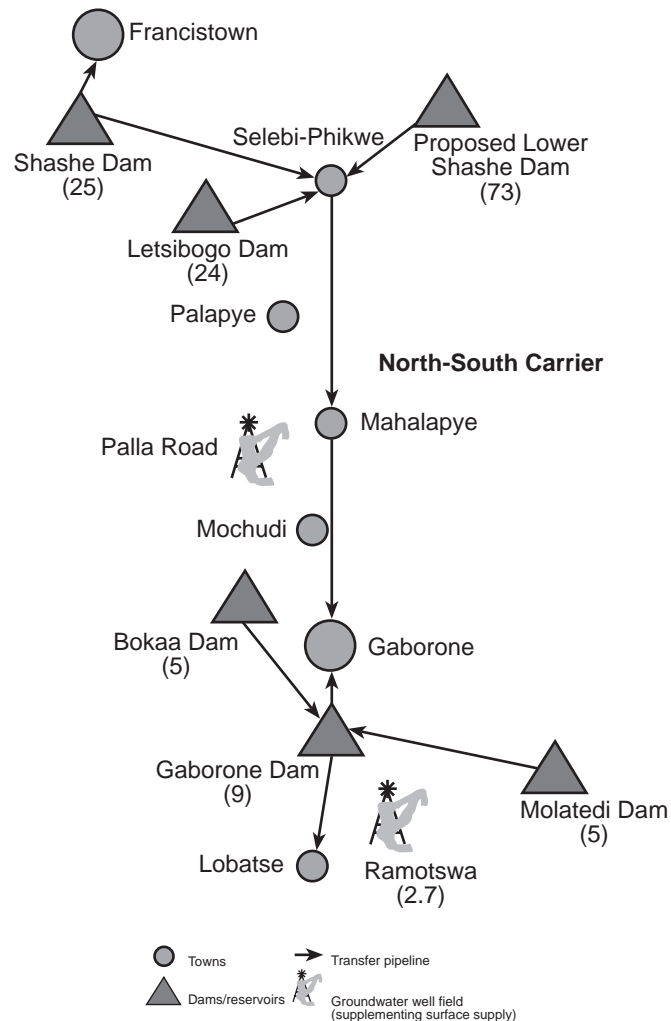 Francistown
Selebi-Phikwe
Shashe Dam
(25)
Proposed Lower
Shashe Dam
(73)
Letsibogo Dam
(24)
Palapye
North-South Carrier
Mahalapye
Palla Road
Mochudi
Bokaa Dam
(5)
Gaborone
Gaborone Dam
(9)
Molatedi Dam
(5)
Lobatse
Ramotswa
(2.7)
Towns
Transfer pipeline
Dams/reservoirs
Groundwater well field
(supplementing surface supply)